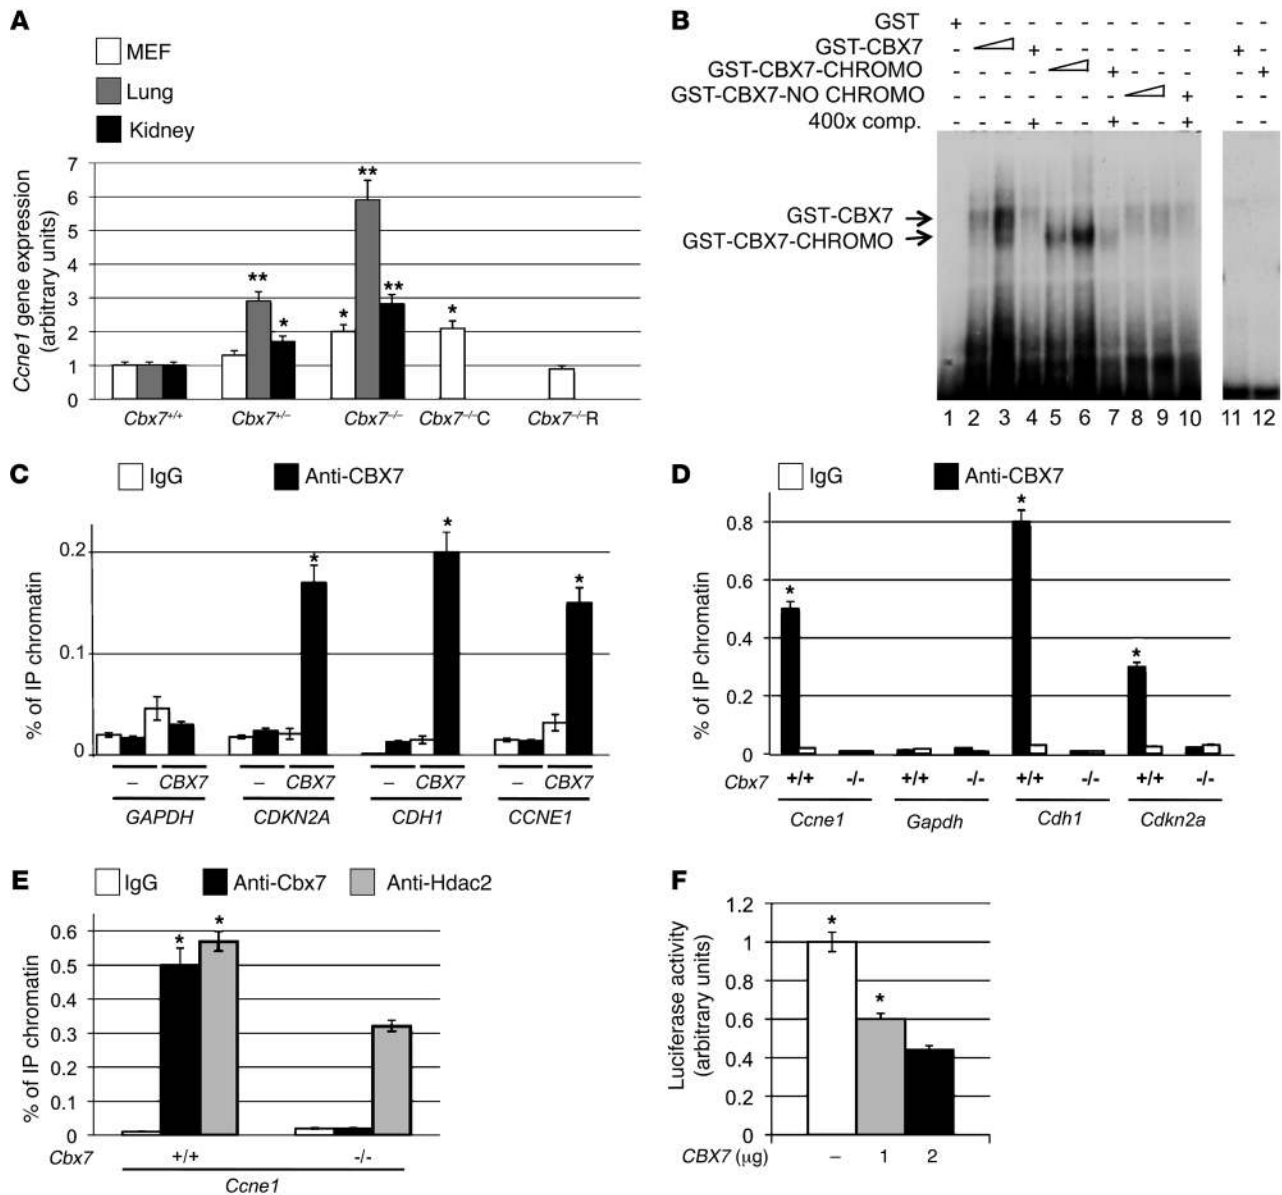 A
MEF
Lung
Kidney
Ccne1 gene expression
(arbitrary units)
7
6
5
4
3
2
1
0
**
**
*
*
**
*
Cbx7+/+
Cbx7+/–
Cbx7–/–
Cbx7–/–C
Cbx7–/–R
B
GST + - - - - - - - - - - -
GST-CBX7 - + - - - - - - + -
GST-CBX7-CHROMO - - - - + - - - - +
GST-CBX7-NO CHROMO - - - - - - - + - -
400x comp. - - - + - - + - - + - -
GST-CBX7
GST-CBX7-CHROMO
1 2 3 4 5 6 7 8 9 10 11 12
C
IgG
Anti-CBX7
% of IP chromatin
0.2
0.1
0
*
*
*
– CBX7 – CBX7 – CBX7 – CBX7
GAPDH CDKN2A CDH1 CCNE1
D
IgG
Anti-CBX7
% of IP chromatin
0.8
0.6
0.4
0.2
0
*
*
*
Cbx7 +/+ -/- +/+ -/- +/+ -/- +/+ -/-
Ccne1 Gapdh Cdh1 Cdkn2a
E
IgG
Anti-Cbx7
Anti-Hdac2
% of IP chromatin
0.6
0.5
0.4
0.3
0.2
0.1
0
*
*
Cbx7 +/+ -/-
Ccne1
F
Luciferase activity
(arbitrary units)
1.2
1
0.8
0.6
0.4
0.2
0
*
*
CBX7 (µg) – 1 2